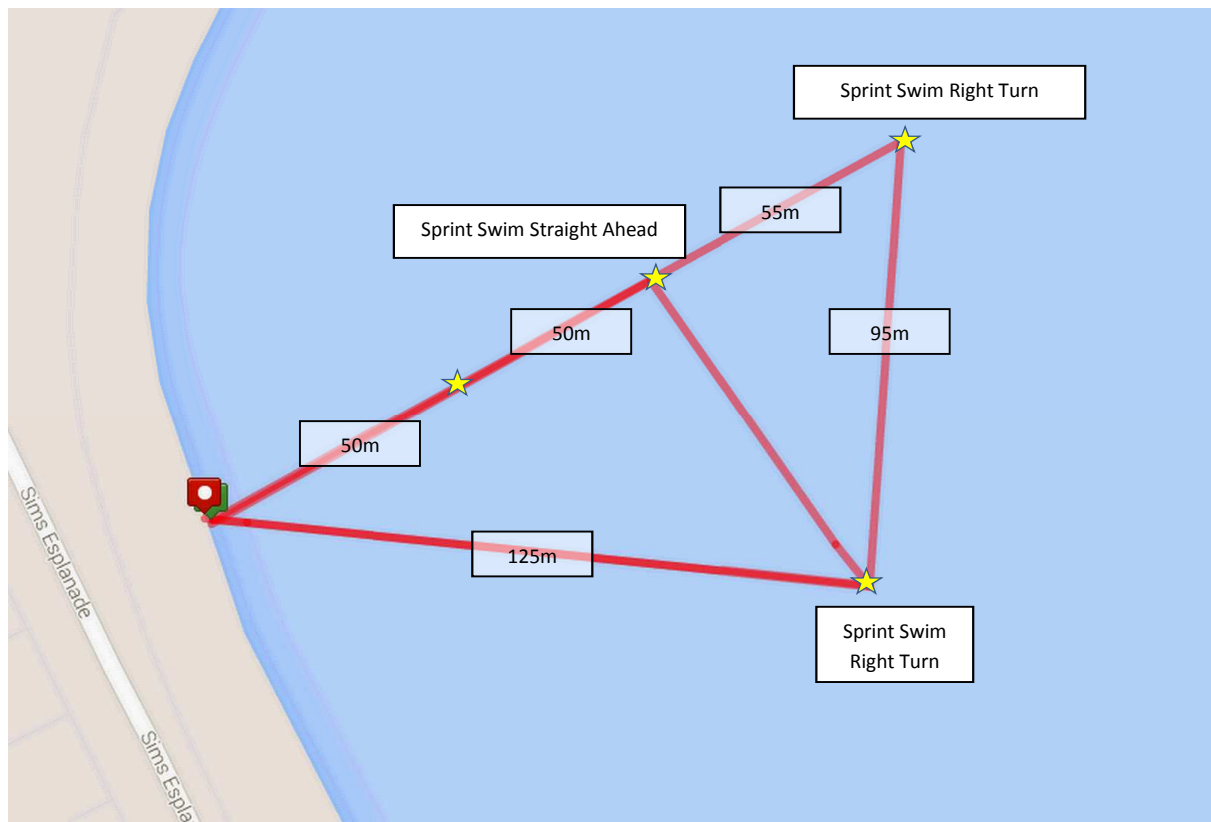 Sprint Swim Right Turn
55m
Sprint Swim Straight Ahead
50m
95m
50m
Sims Esplanade
125m
Sprint Swim
Right Turn
Sims Espla